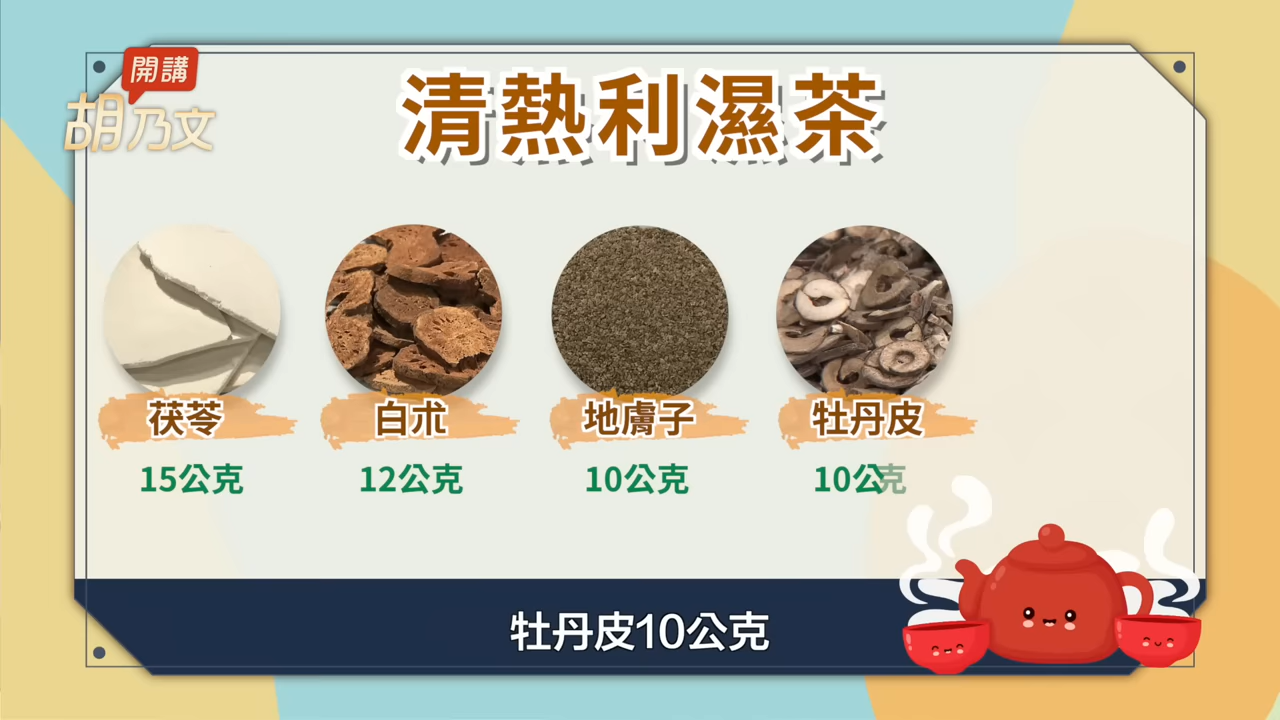 開講
胡乃文
清熱利濕茶
茯苓
白朮
地膚子
牡丹皮
15公克
12公克
10公克
10公克
牡丹皮10公克